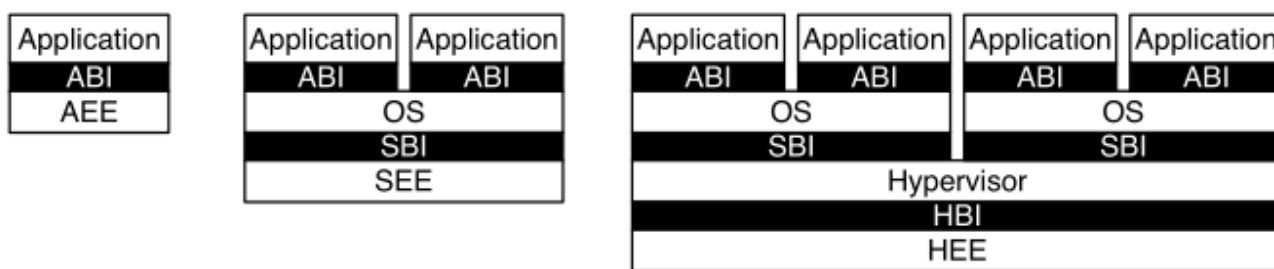 Application
ABI
AEE
Application Application
ABI ABI
OS
SBI
SEE
Application Application Application Application
ABI ABI ABI ABI
OS OS
SBI SBI
Hypervisor
HBI
HEE